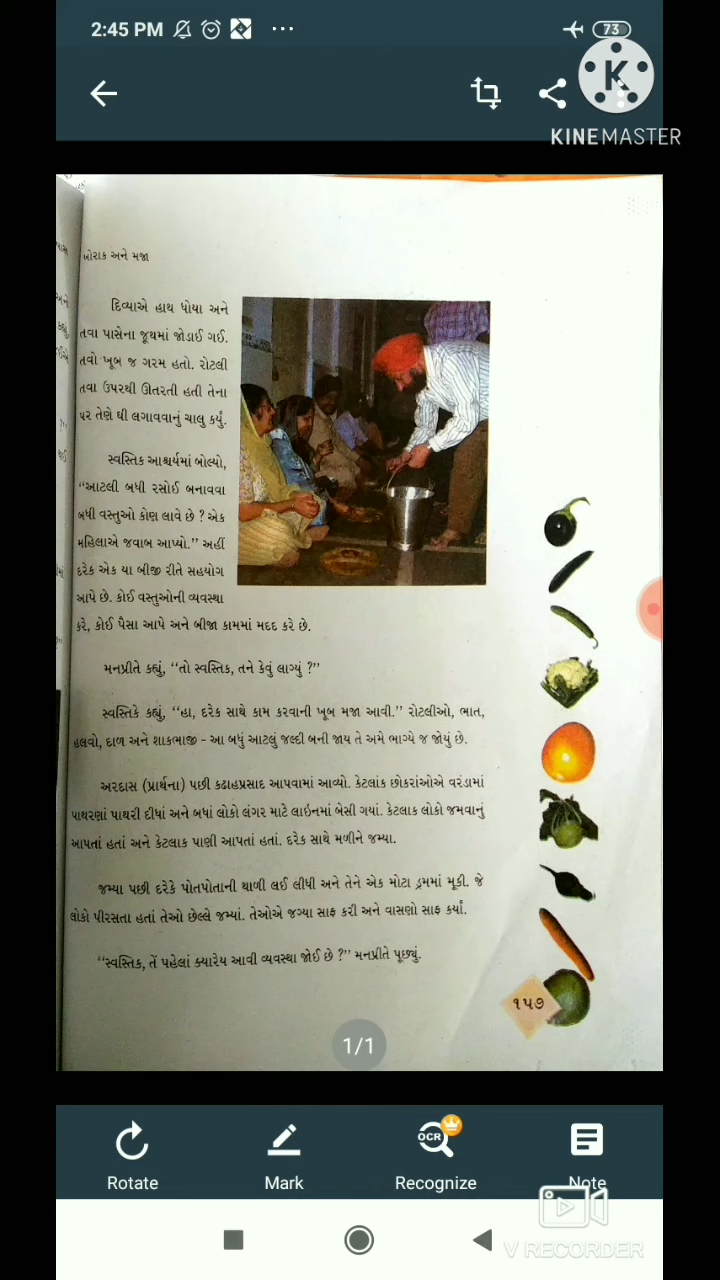 2:45 PM
73
K
KINEMASTER
ખોરાક અને મજા
દિવ્યાએ હાથ ધોયા અને
તવા પાસેના જૂથમાં જોડાઈ ગઈ.
તવો ખૂબ જ ગરમ હતો. રોટલી
તવા ઉપરથી ઊતરતી હતી તેના
પર તેણે ઘી લગાવવાનું ચાલુ કર્યું.
સ્વસ્તિક આશ્ચર્યમાં બોલ્યો,
“આટલી બધી રસોઈ બનાવવા
બધી વસ્તુઓ કોણ લાવે છે ? એક
મહિલાએ જવાબ આપ્યો.” અહીં
દરેક એક યા બીજી રીતે સહયોગ
આપે છે. કોઈ વસ્તુઓની વ્યવસ્થા
કરે, કોઈ પૈસા આપે અને બીજા કામમાં મદદ કરે છે.
મનપ્રીતે કહ્યું, “તો સ્વસ્તિક, તને કેવું લાગ્યું ?”
સ્વસ્તિકે કહ્યું, “હા, દરેક સાથે કામ કરવાની ખૂબ મજા આવી.” રોટલીઓ, ભાત,
હલવો, દાળ અને શાકભાજી - આ બધું આટલું જલ્દી બની જાય તે અમે ભાગ્યે જ જોયું છે.
અરદાસ (પ્રાર્થના) પછી કઢાહપ્રસાદ આપવામાં આવ્યો. કેટલાંક છોકરાંઓએ વરંડામાં
પાથરણાં પાથરી દીધાં અને બધાં લોકો લંગર માટે લાઇનમાં બેસી ગયાં. કેટલાક લોકો જમવાનું
આપતાં હતાં અને કેટલાક પાણી આપતાં હતાં. દરેક સાથે મળીને જમ્યા.
જમ્યા પછી દરેકે પોતપોતાની થાળી લઈ લીધી અને તેને એક મોટા ડ્રમમાં મૂકી. જે
લોકો પીરસતા હતાં તેઓ છેલ્લે જમ્યાં. તેઓએ જગ્યા સાફ કરી અને વાસણો સાફ કર્યાં.
“સ્વસ્તિક, તેં પહેલાં ક્યારેય આવી વ્યવસ્થા જોઈ છે ?” મનપ્રીતે પૂછ્યું.
૧૫૭
1/1
OCR
Rotate Mark Recognize Note
V RECORDER